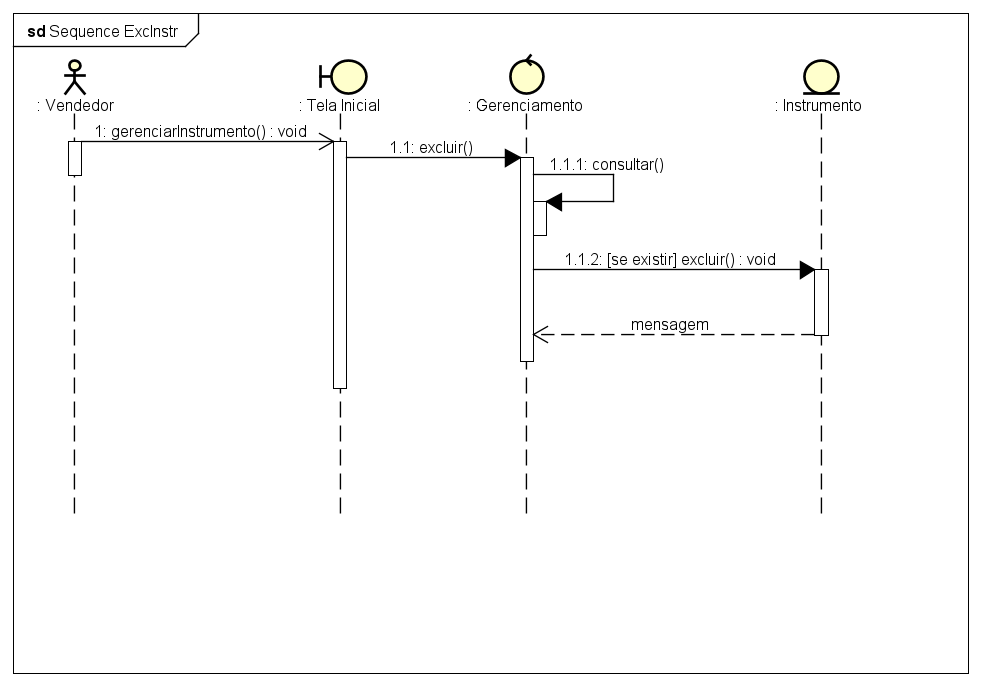 sd Sequence ExcInstr
: Vendedor
: Tela Inicial
: Gerenciamento
: Instrumento
1: gerenciarInstrumento() : void
1.1: excluir()
1.1.1: consultar()
1.1.2: [se existir] excluir() : void
mensagem